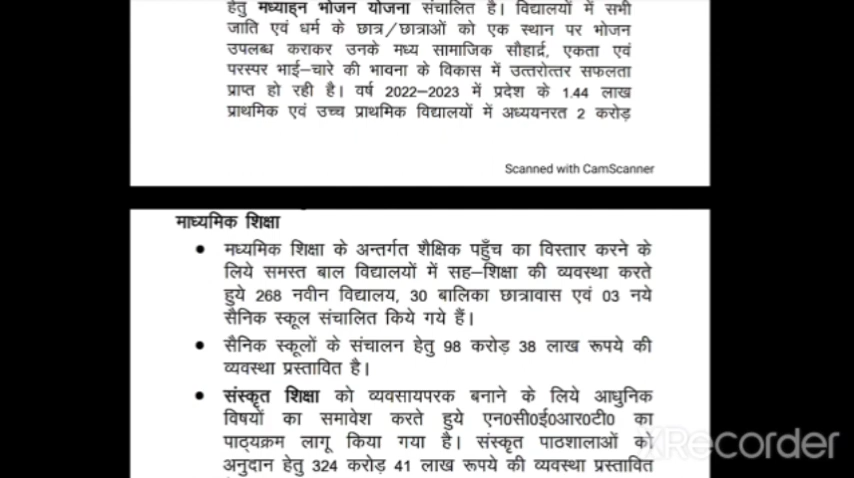 हेतु मध्याह्न भोजन योजना संचालित है। विद्यालयों में सभी
जाति एवं धर्म के छात्र/छात्राओं को एक स्थान पर भोजन
उपलब्ध कराकर उनके मध्य सामाजिक सौहार्द्र, एकता एवं
परस्पर भाई–चारे की भावना के विकास में उत्तरोत्तर सफलता
प्राप्त हो रही है। वर्ष 2022–2023 में प्रदेश के 1.44 लाख
प्राथमिक एवं उच्च प्राथमिक विद्यालयों में अध्ययनरत 2 करोड़
Scanned with CamScanner
माध्यमिक शिक्षा
• मध्यमिक शिक्षा के अन्तर्गत शैक्षिक पहुँच का विस्तार करने के
लिये समस्त बाल विद्यालयों में सह–शिक्षा की व्यवस्था करते
हुये 268 नवीन विद्यालय, 30 बालिका छात्रावास एवं 03 नये
सैनिक स्कूल संचालित किये गये हैं।
• सैनिक स्कूलों के संचालन हेतु 98 करोड़ 38 लाख रूपये की
व्यवस्था प्रस्तावित है।
• संस्कृत शिक्षा को व्यवसायपरक बनाने के लिये आधुनिक
विषयों का समावेश करते हुये एन0सी0ई0आर0टी0 का
पाठ्यक्रम लागू किया गया है। संस्कृत पाठशालाओं को
अनुदान हेतु 324 करोड़ 41 लाख रूपये की व्यवस्था प्रस्तावित
XRecorder